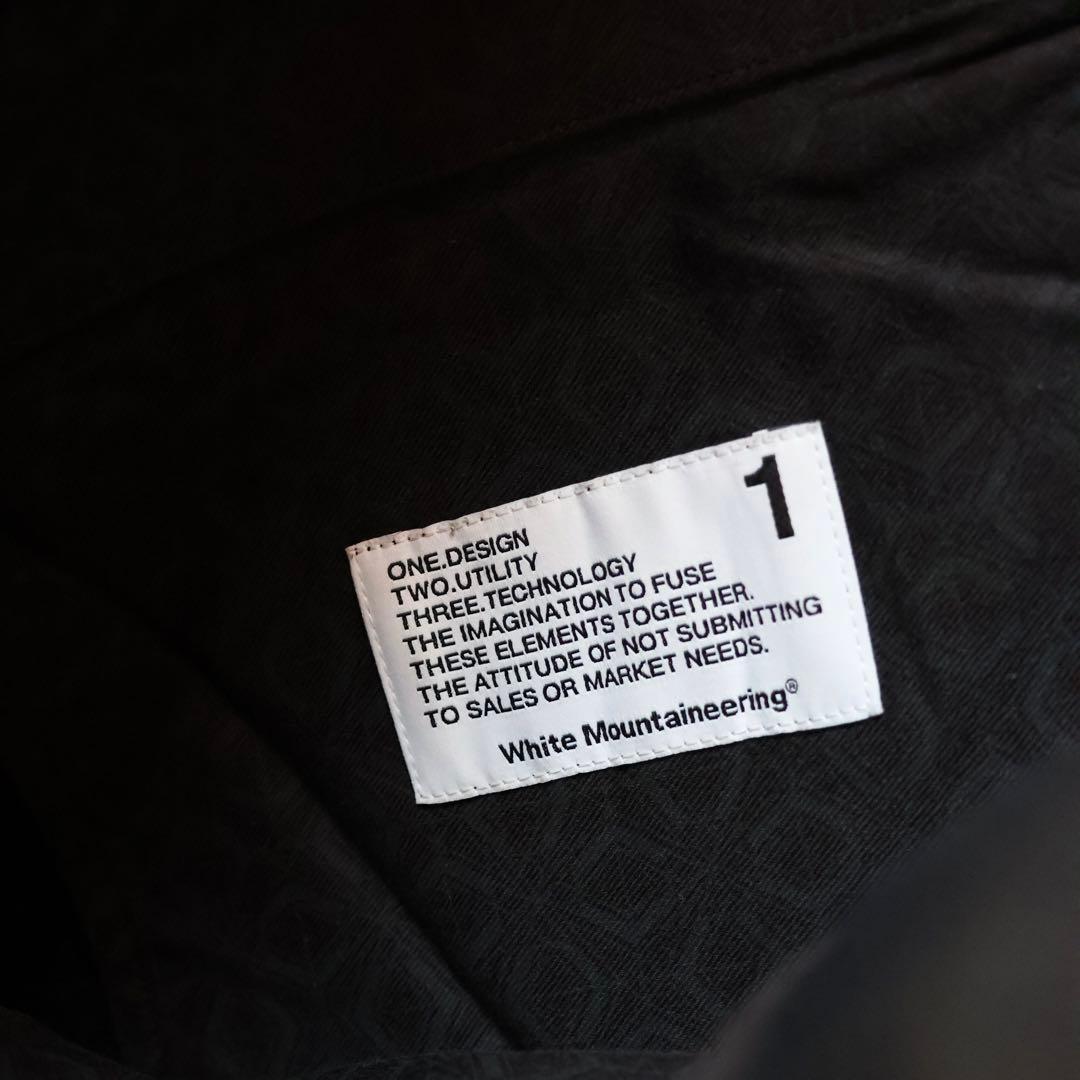 1
ONE.DESIGN
TWO.UTILITY
THREE.TECHNOLOGY
THE IMAGINATION TO FUSE
THESE ELEMENTS TOGETHER.
THE ATTITUDE OF NOT SUBMITTING
TO SALES OR MARKET NEEDS.
White Mountaineering®